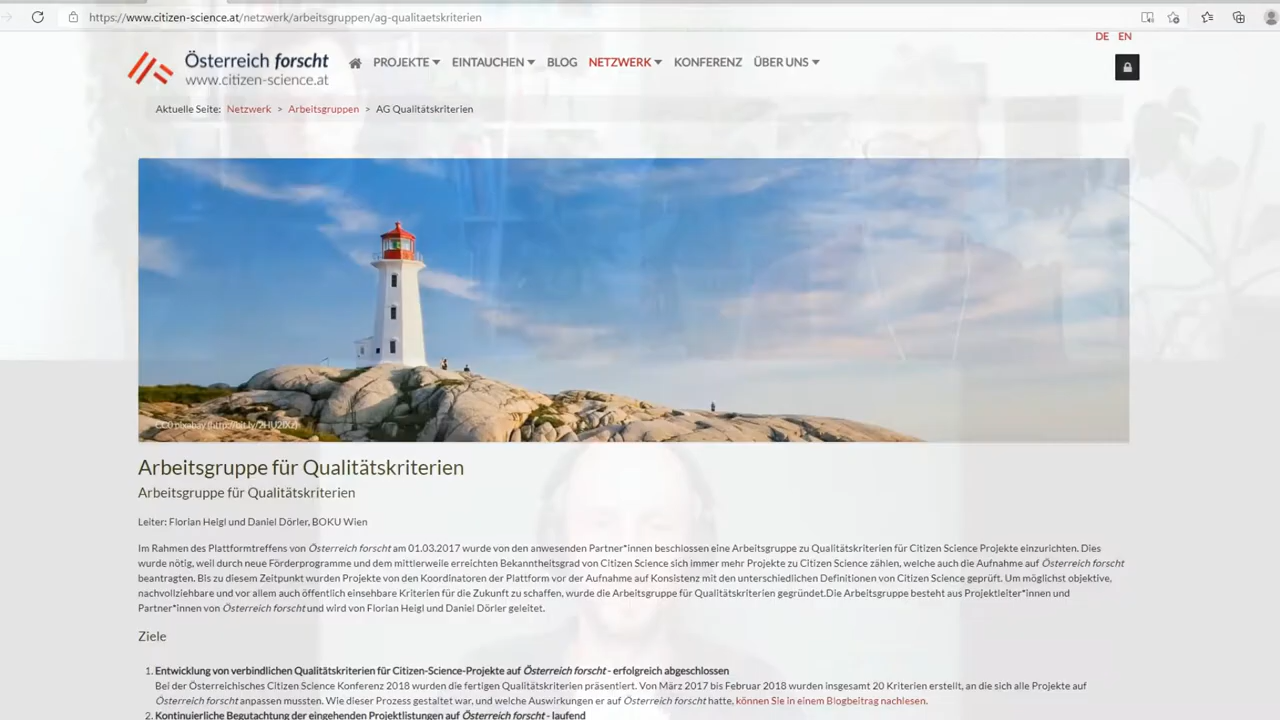 https://www.citizen-science.at/netzwerk/arbeitsgruppen/ag-qualitaetskriterien
DE EN
Österreich forscht
www.citizen-science.at
PROJEKTE EINTAUCHEN BLOG NETZWERK KONFERENZ ÜBER UNS
Aktuelle Seite: Netzwerk > Arbeitsgruppen > AG Qualitätskriterien
CC0 pixabay (http://bit.ly/2HU2IXz)
Arbeitsgruppe für Qualitätskriterien
Arbeitsgruppe für Qualitätskriterien
Leiter: Florian Heigl und Daniel Dörler, BOKU Wien
Im Rahmen des Plattformtreffens von Österreich forscht am 01.03.2017 wurde von den anwesenden Partner*innen beschlossen eine Arbeitsgruppe zu Qualitätskriterien für Citizen Science Projekte einzurichten. Dies
wurde nötig, weil durch neue Förderprogramme und dem mittlerweile erreichten Bekanntheitsgrad von Citizen Science sich immer mehr Projekte zu Citizen Science zählen, welche auch die Aufnahme auf Österreich forscht
beantragten. Bis zu diesem Zeitpunkt wurden Projekte von den Koordinatoren der Plattform vor der Aufnahme auf Konsistenz mit den unterschiedlichen Definitionen von Citizen Science geprüft. Um möglichst objektive,
nachvollziehbare und vor allem auch öffentlich einsehbare Kriterien für die Zukunft zu schaffen, wurde die Arbeitsgruppe für Qualitätskriterien gegründet.Die Arbeitsgruppe besteht aus Projektleiter*innen und
Partner*innen von Österreich forscht und wird von Florian Heigl und Daniel Dörler geleitet.
Ziele
1. Entwicklung von verbindlichen Qualitätskriterien für Citizen-Science-Projekte auf Österreich forscht - erfolgreich abgeschlossen
Bei der Österreichisches Citizen Science Konferenz 2018 wurden die fertigen Qualitätskriterien präsentiert. Von März 2017 bis Februar 2018 wurden insgesamt 20 Kriterien erstellt, an die sich alle Projekte auf
Österreich forscht anpassen mussten. Wie dieser Prozess gestaltet war, und welche Auswirkungen er auf Österreich forscht hatte, können Sie in einem Blogbeitrag nachlesen.
2. Kontinuierliche Begutachtung der eingehenden Projektlistungen auf Österreich forscht - laufend